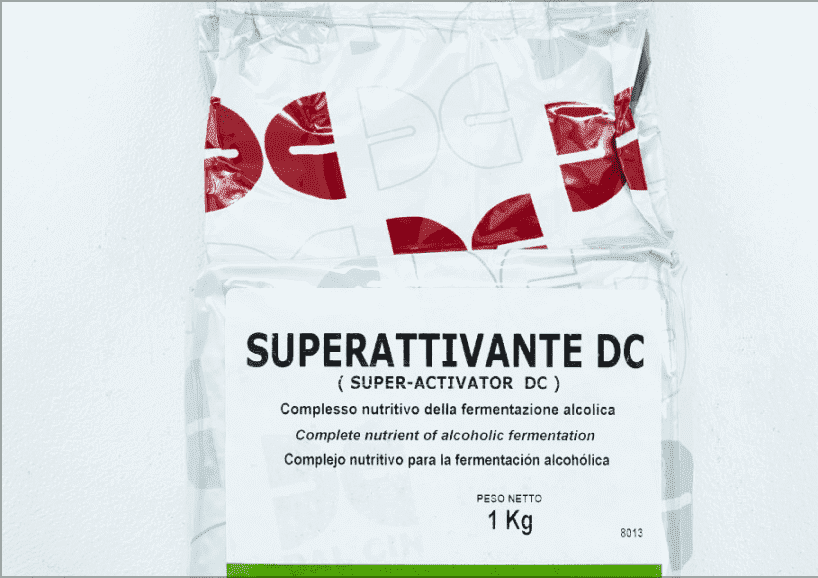 SUPERATTIVANTE DC
( SUPER-ACTIVATOR DC )
Complesso nutritivo della fermentazione alcolica
Complete nutrient of alcoholic fermentation
Complejo nutritivo para la fermentación alcohólica
PESO NETTO
1 Kg
8013